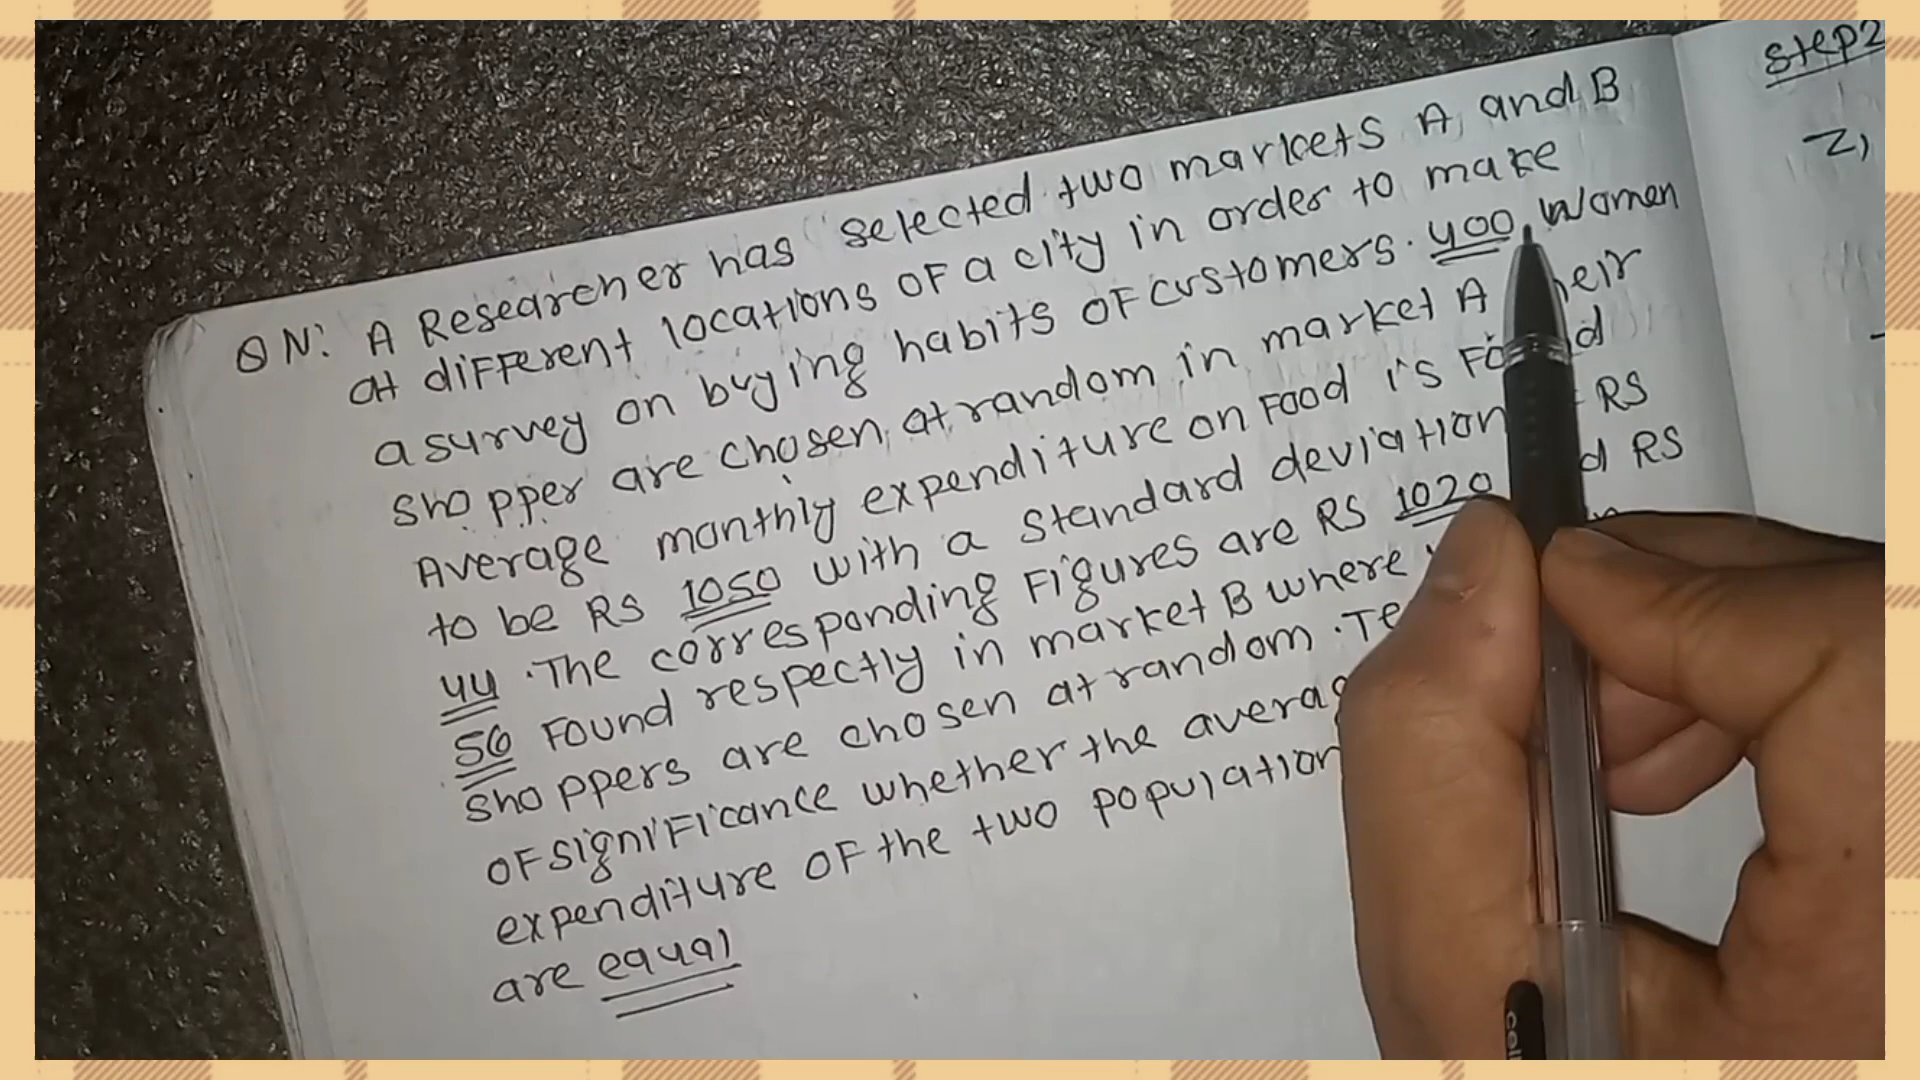 QN: A Researcher has selected two markets A and B
at different locations of a city in order to make
a survey on buying habits of customers. 400 Women
shopper are chosen at random in market A
Average monthly expenditure on Food is
to be RS 1050 with a standard deviation RS
44. The corresponding Figures are RS 1020 RS
56 Found respectly in market B where
shoppers are chosen at random.
OF significance whether the
expenditure OF the two population
are equal
step2
Z1
cell